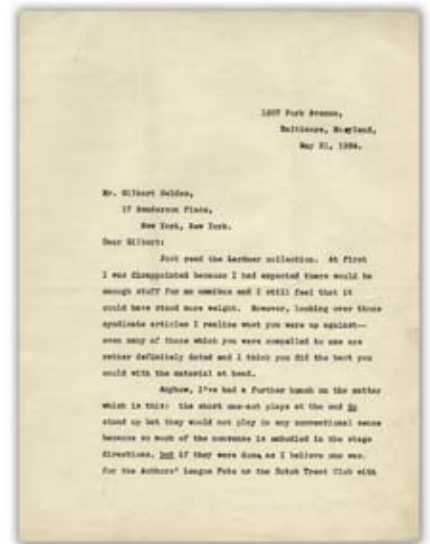 1307 Park Avenue,
Baltimore, Maryland,
May 31, 1934.
Mr. Gilbert Seldes,
17 Henderson Place,
New York, New York.
Dear Gilbert:
Just read the Lardner collection. At first
I was disappointed because I had expected there would be
enough stuff for an omnibus and I still feel that it
could have stood more weight. However, looking over those
syndicate articles I realize what you were up against--
even many of those which you were compelled to use are
rather definitely dated and I think you did the best you
could with the material at hand.
Anyhow, I've had a further hunch on the matter
which is this: the short one-act plays at the end do
stand up but they would not play in any conventional sense
because so much of the nonsense is embodied in the stage
directions, but if they were done, as I believe one was,
for the Authors' League Fete at the Dutch Treat Club with